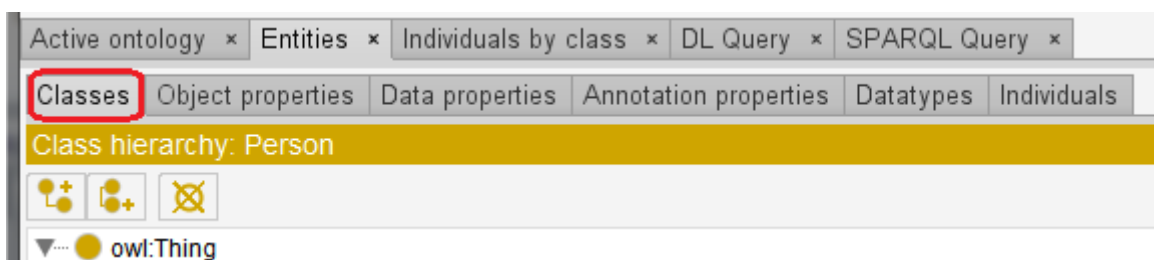 Active ontology × Entities × Individuals by class × DL Query × SPARQL Query ×
Classes Object properties Data properties Annotation properties Datatypes Individuals
Class hierarchy: Person
owl:Thing